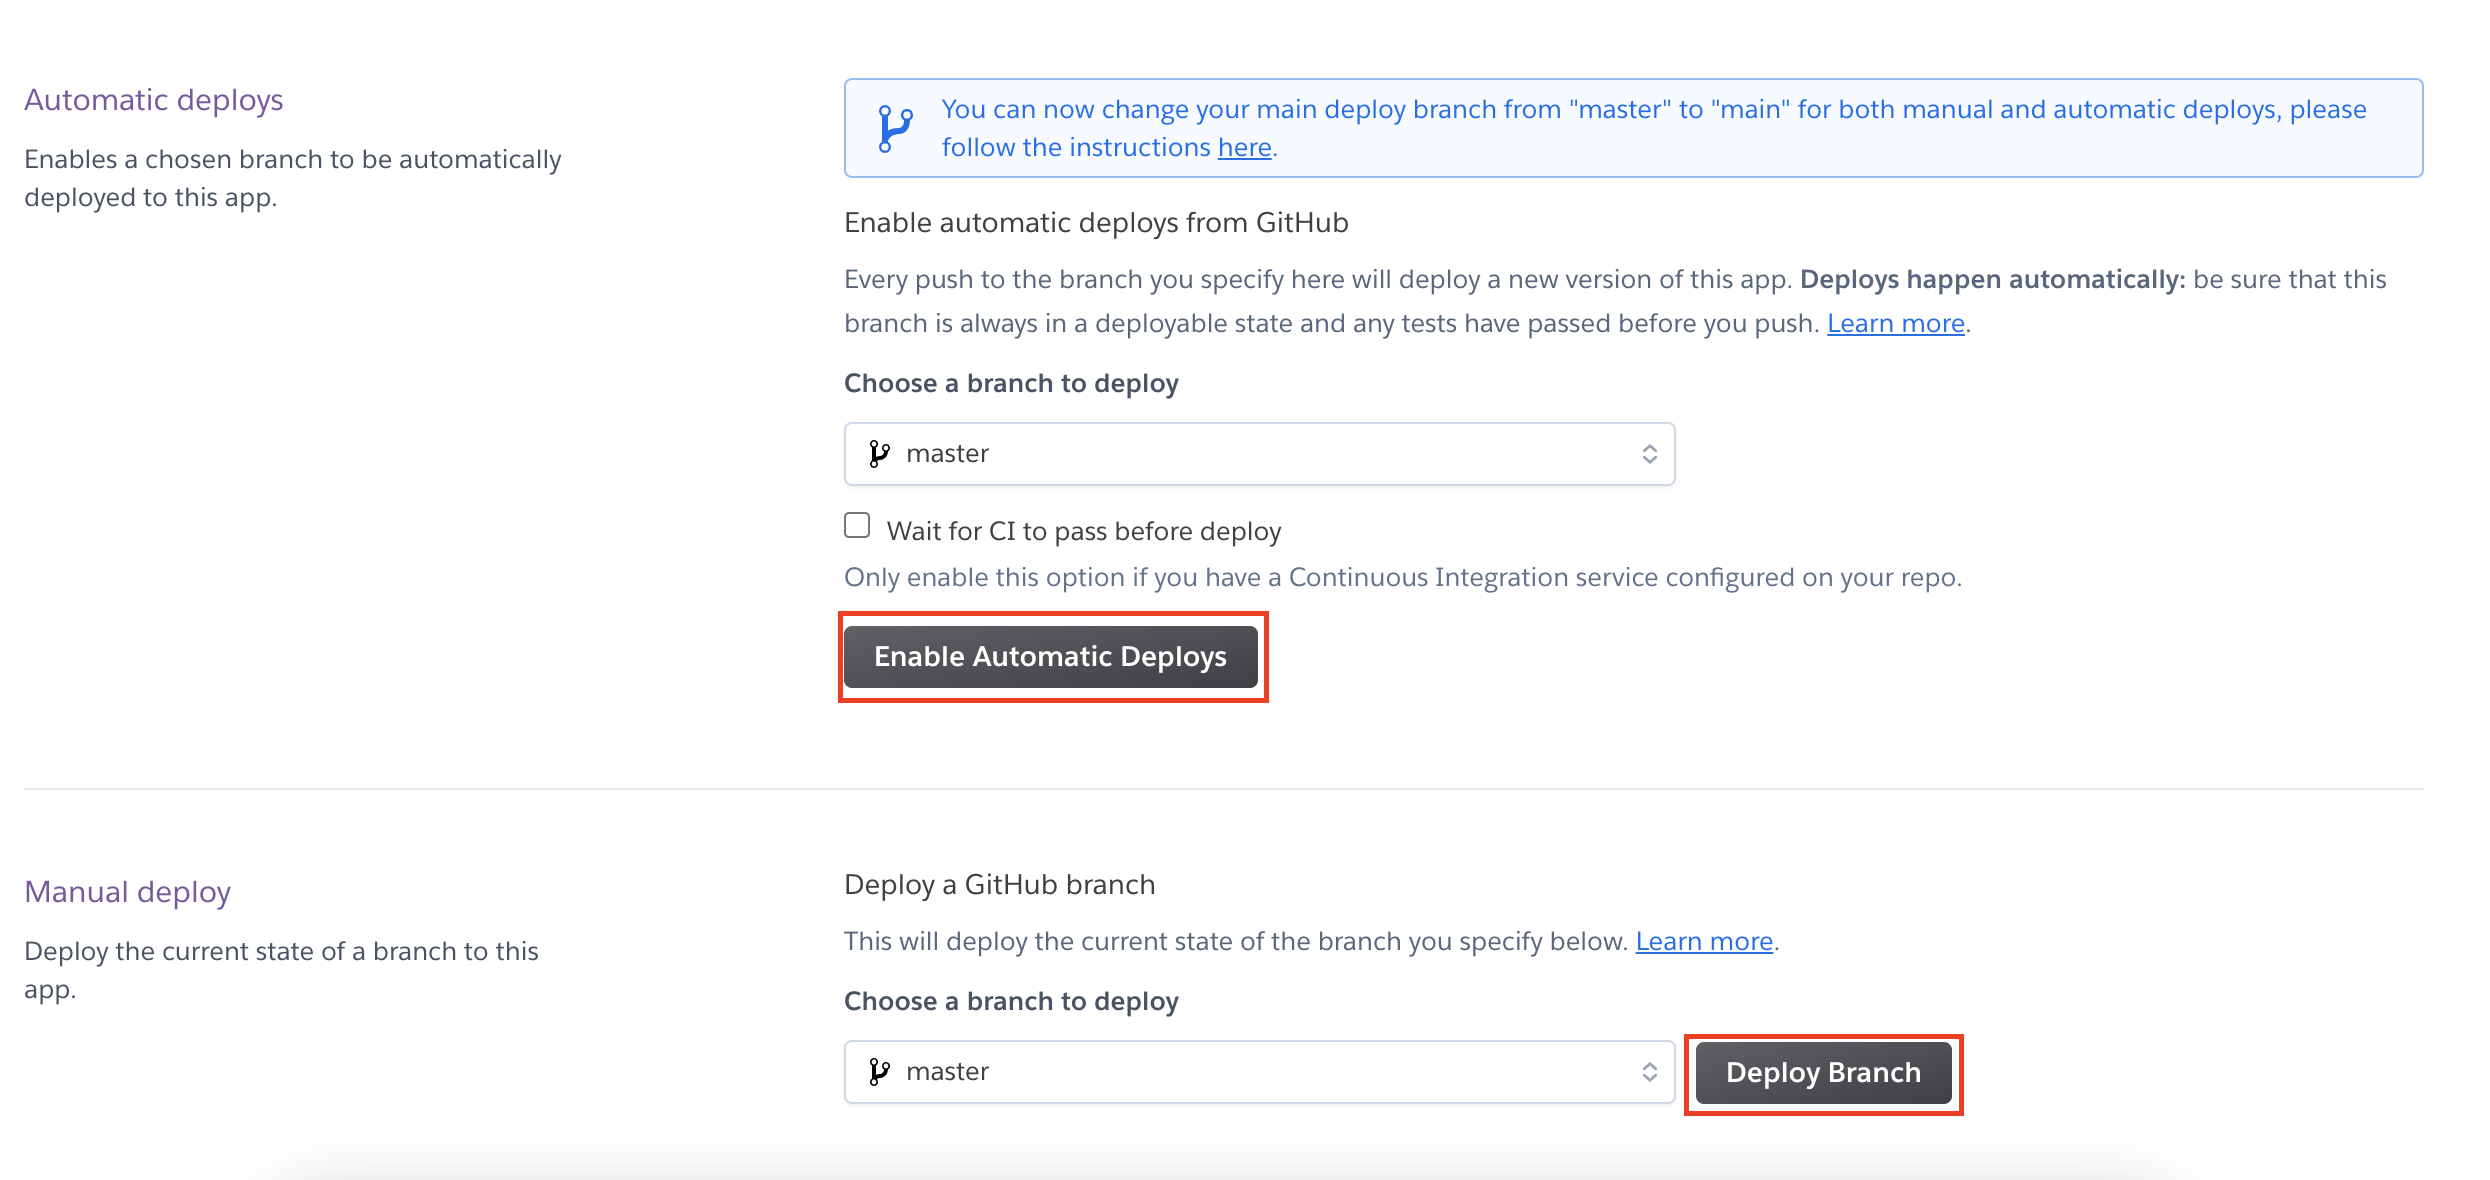 Automatic deploys
Enables a chosen branch to be automatically
deployed to this app.
You can now change your main deploy branch from "master" to "main" for both manual and automatic deploys, please
follow the instructions here.
Enable automatic deploys from GitHub
Every push to the branch you specify here will deploy a new version of this app. Deploys happen automatically: be sure that this
branch is always in a deployable state and any tests have passed before you push. Learn more.
Choose a branch to deploy
master
Wait for CI to pass before deploy
Only enable this option if you have a Continuous Integration service configured on your repo.
Enable Automatic Deploys
Manual deploy
Deploy the current state of a branch to this
app.
Deploy a GitHub branch
This will deploy the current state of the branch you specify below. Learn more.
Choose a branch to deploy
master
Deploy Branch